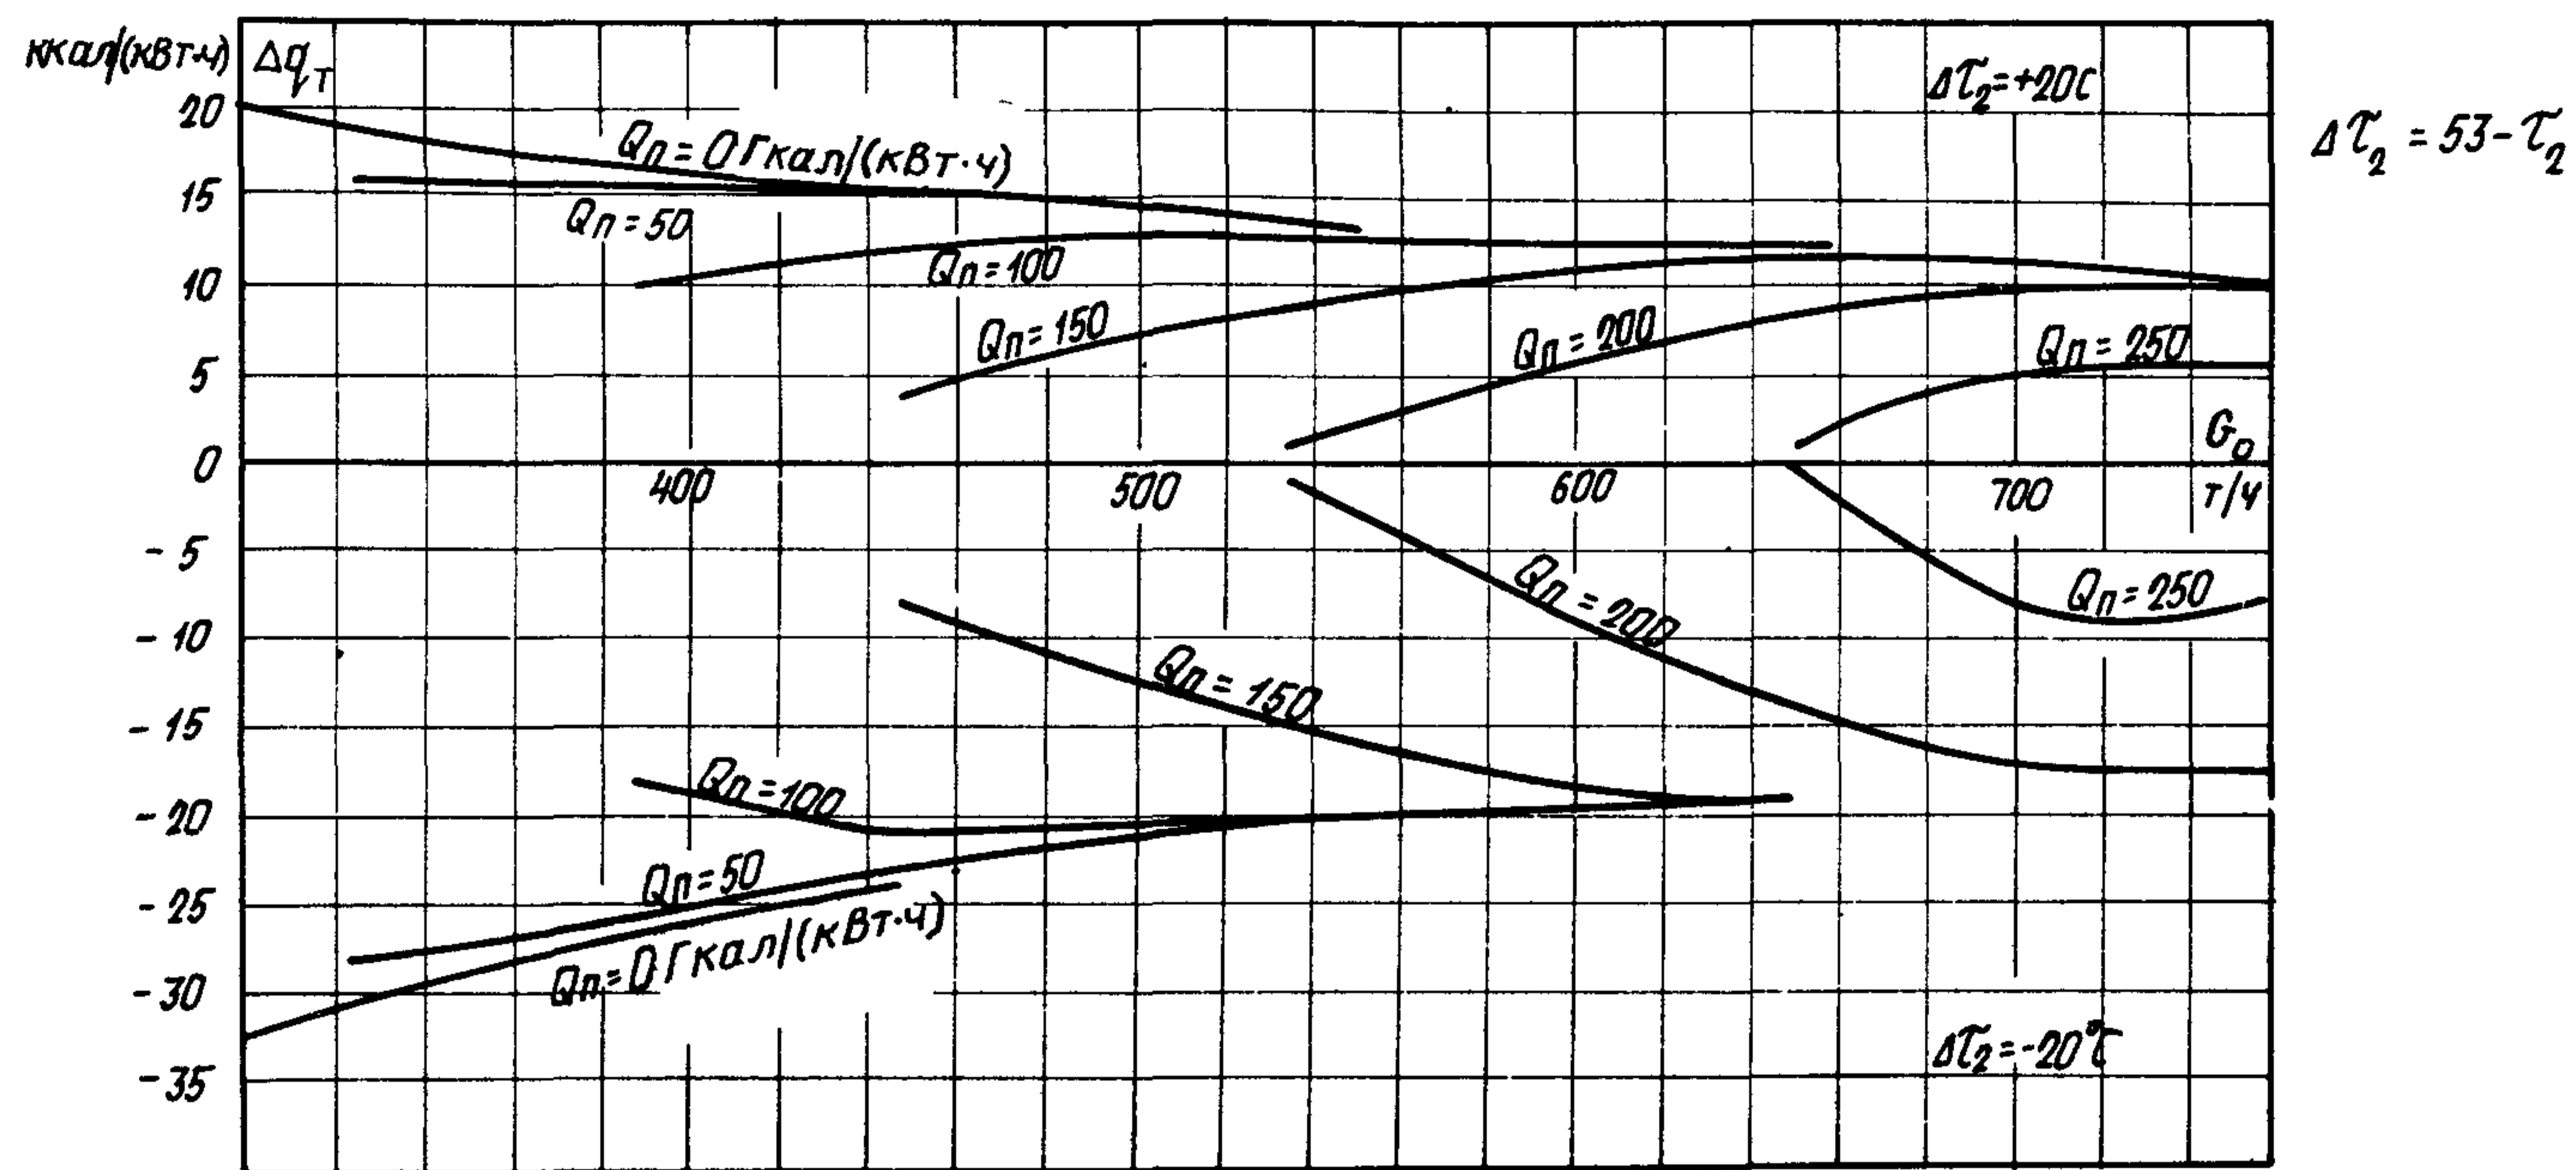 ккал/(кВт·ч)
Δqт
Δτ₂=+20С
20
Δτ₂ = 53-τ₂
Qп = 0 Гкал/(кВт·ч)
15
Qп = 50
Qп = 100
10
Qп = 150
Qп = 200
Qп = 250
5
G₀
0
400
500
600
700
т/ч
- 5
Qп = 200
Qп = 250
- 10
Qп = 150
- 15
Qп = 100
- 20
Qп = 50
- 25
Qп = 0 Гкал/(кВт·ч)
- 30
Δτ₂ = -20°С
-35